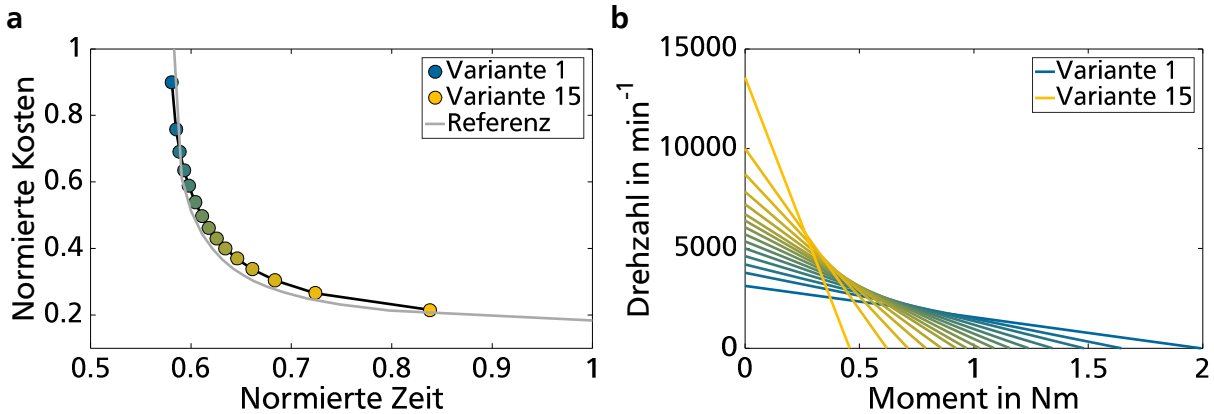 a
1
0.8
0.6
0.4
0.2
Normierte Kosten
0.5
0.6
0.7
0.8
0.9
1
Normierte Zeit
Variante 1
Variante 15
Referenz
b
15000
10000
5000
0
Drehzahl in min⁻¹
0
0.5
1
1.5
2
Moment in Nm
Variante 1
Variante 15